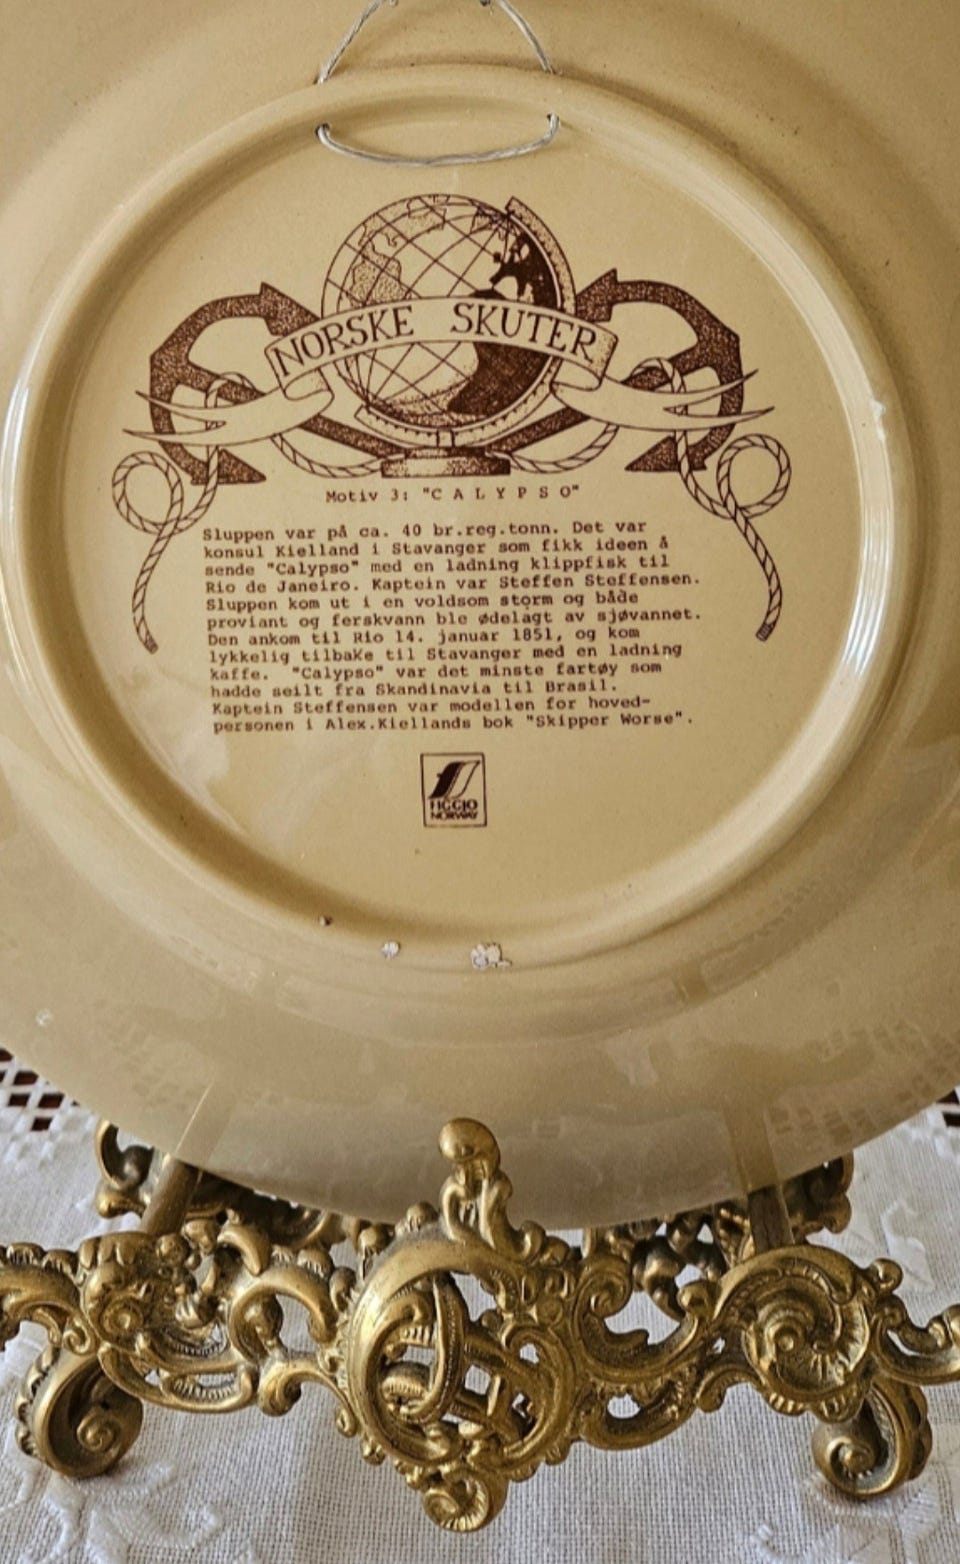 NORSKE SKUTER
Motiv 3: "C A L Y P S O"
Sluppen var på ca. 40 br.reg.tonn. Det var
konsul Kielland i Stavanger som fikk ideen å
sende "Calypso" med en ladning klippfisk til
Rio de Janeiro. Kaptein var Steffen Steffensen.
Sluppen kom ut i en voldsom storm og både
proviant og ferskvann ble ødelagt av sjøvannet.
Den ankom til Rio 14. januar 1851, og kom
lykkelig tilbake til Stavanger med en ladning
kaffe. "Calypso" var det minste fartøy som
hadde seilt fra Skandinavia til Brasil.
Kaptein Steffensen var modellen for hoved-
personen i Alex.Kiellands bok "Skipper Worse".
FIGGJO
NORWAY